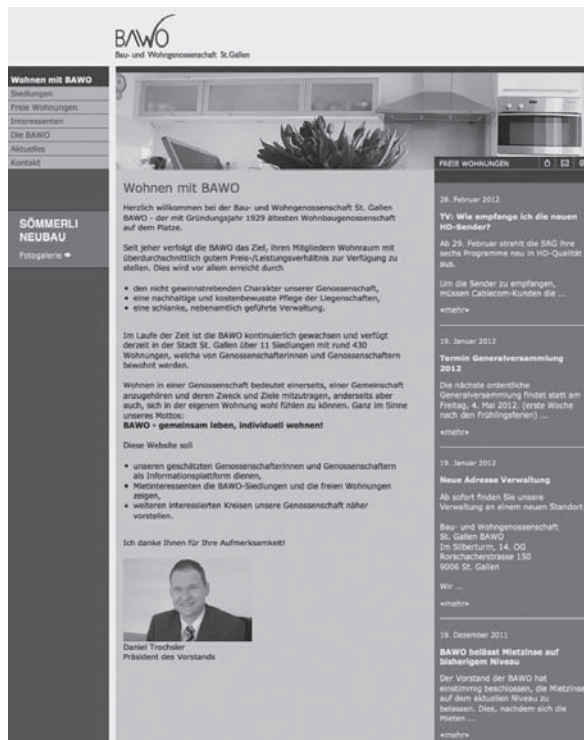 BAWO
Bau- und Wohngenossenschaft St.Gallen
Wohnen mit BAWO
Siedlungen
Freie Wohnungen
Interessenten
Die BAWO
Aktuelles
Kontakt
SÖMMERLI
NEUBAU
Fotogalerie
Wohnen mit BAWO
Herzlich willkommen bei der Bau- und Wohngenossenschaft St. Gallen
BAWO - der mit Gründungsjahr 1929 ältesten Wohnbaugenossenschaft
auf dem Platze.
Seit jeher verfolgt die BAWO das Ziel, ihren Mitgliedern Wohnraum mit
überdurchschnittlich gutem Preis-/Leistungsverhältnis zur Verfügung zu
stellen. Dies wird vor allem erreicht durch
• den nicht gewinnstrebenden Charakter unserer Genossenschaft,
• eine nachhaltige und kostenbewusste Pflege der Liegenschaften,
• eine schlanke, nebenamtlich geführte Verwaltung.
Im Laufe der Zeit ist die BAWO kontinuierlich gewachsen und verfügt
derzeit in der Stadt St. Gallen über 11 Siedlungen mit rund 430
Wohnungen, welche von Genossenschafterinnen und Genossenschaftern
bewohnt werden.
Wohnen in einer Genossenschaft bedeutet einerseits, einer Gemeinschaft
anzugehören und deren Zweck und Ziele mitzutragen, anderseits aber
auch, sich in der eigenen Wohnung wohl fühlen zu können. Ganz im Sinne
unseres Mottos:
BAWO - gemeinsam leben, individuell wohnen!
Diese Website soll
• unseren geschätzten Genossenschafterinnen und Genossenschaftern
als Informationsplattform dienen,
• Mietinteressenten die BAWO-Siedlungen und die freien Wohnungen
zeigen,
• weiteren interessierten Kreisen unsere Genossenschaft näher
vorstellen.
Ich danke Ihnen für Ihre Aufmerksamkeit!
Daniel Trochsler
Präsident des Vorstands
FREIE WOHNUNGEN
28. Februar 2012
TV: Wie empfange ich die neuen
HD-Sender?
Ab 29. Februar strahlt die SRG ihre
sechs Programme neu in HD-Qualität
aus.
Um die Sender zu empfangen,
müssen Cablecom-Kunden die ...
«mehr»
19. Januar 2012
Termin Generalversammlung
2012
Die nächste ordentliche
Generalversammlung findet statt am
Freitag, 4. Mai 2012. (erste Woche
nach den Frühlingsferien) ...
«mehr»
19. Januar 2012
Neue Adresse Verwaltung
Ab sofort finden Sie unsere
Verwaltung an einem neuen Standort:
Bau- und Wohngenossenschaft
St. Gallen BAWO
Im Silberturm, 14. OG
Rorschacherstrasse 150
9006 St. Gallen
Wir ...
«mehr»
19. Dezember 2011
BAWO belässt Mietzinse auf
bisherigem Niveau
Der Vorstand der BAWO hat
einstimmig beschlossen, die Mietzinse
auf dem aktuellen Niveau zu
belassen. Dies, nachdem sich die
Mieten ...
«mehr»